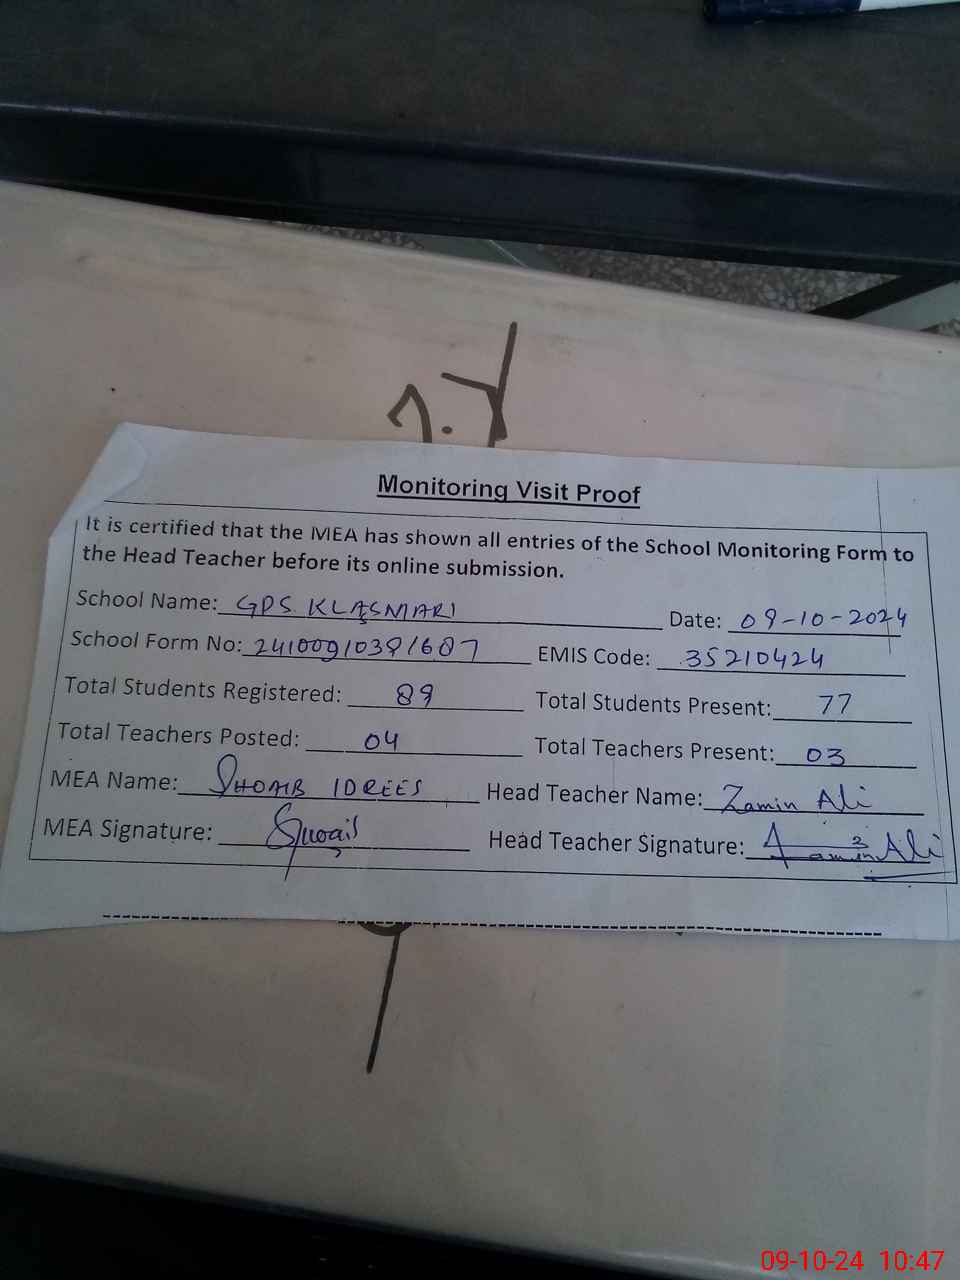 Monitoring Visit Proof
It is certified that the MEA has shown all entries of the School Monitoring Form to
the Head Teacher before its online submission.
School Name: GPS KLASMARI Date: 09-10-2024
School Form No: EMIS Code: 35210424
Total Students Registered: 89 Total Students Present: 77
Total Teachers Posted: 04 Total Teachers Present: 03
MEA Name: SHOAIB IDREES Head Teacher Name: Zamin Ali
MEA Signature: Shoaib Head Teacher Signature: Zamin Ali
09-10-24 10:47